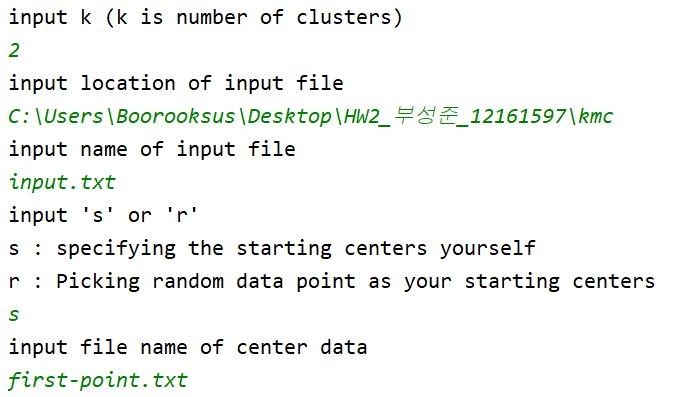 input k (k is number of clusters)
2
input location of input file
C:\Users\Boorooksus\Desktop\HW2_부성준_12161597\kmc
input name of input file
input.txt
input 's' or 'r'
s : specifying the starting centers yourself
r : Picking random data point as your starting centers
s
input file name of center data
first-point.txt